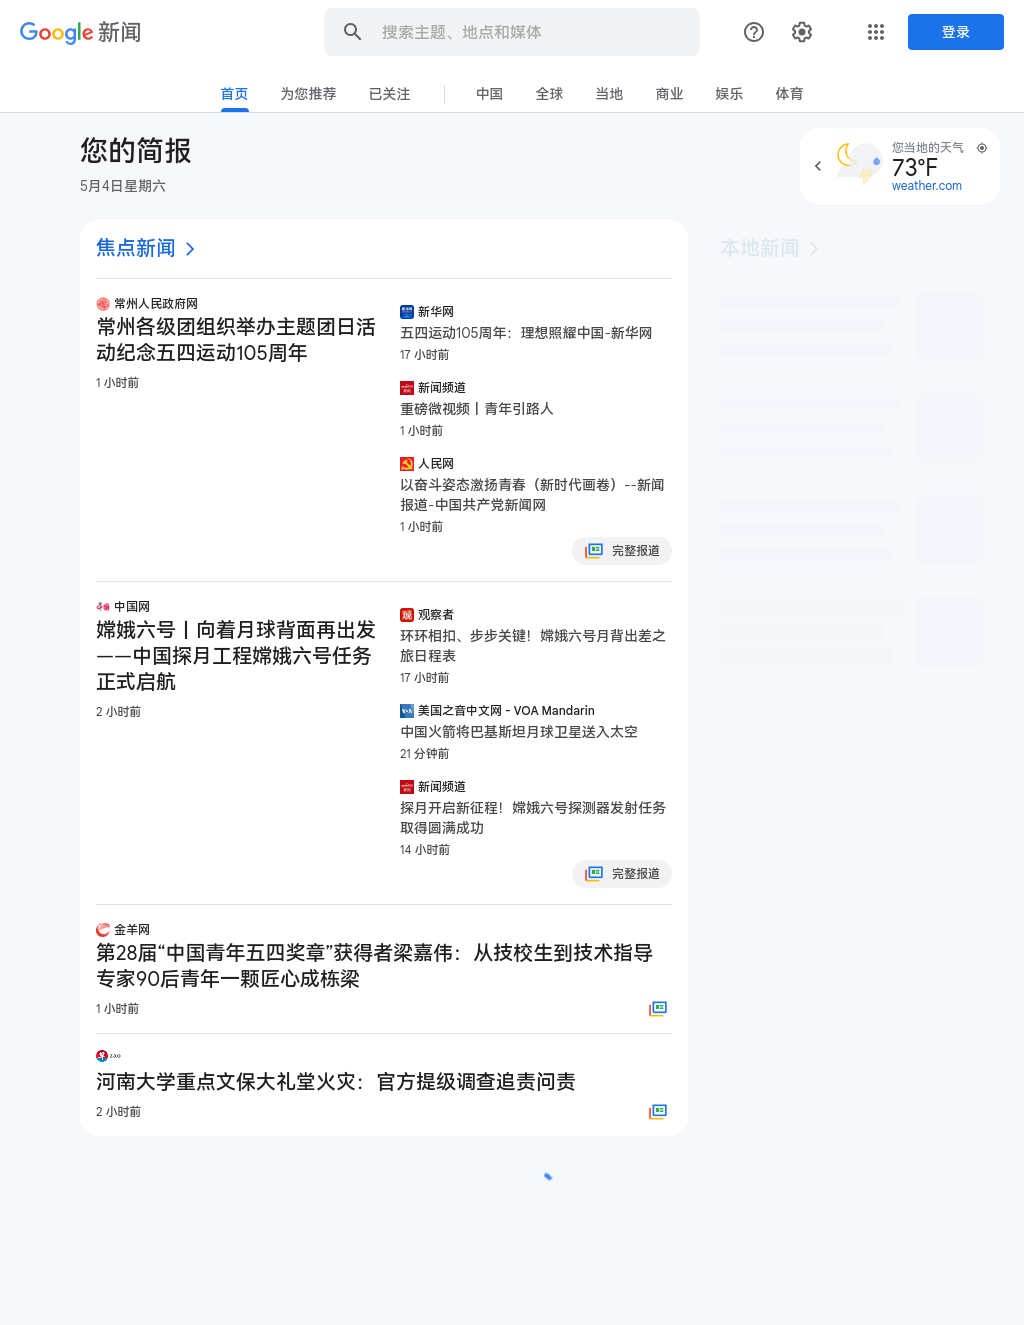 Google 新闻
搜索主题、地点和媒体
登录
首页
为您推荐
已关注
中国
全球
当地
商业
娱乐
体育
您的简报
5月4日星期六
您当地的天气
73°F
weather.com
焦点新闻
本地新闻
常州人民政府网
常州各级团组织举办主题团日活
动纪念五四运动105周年
1 小时前
新华网
五四运动105周年：理想照耀中国-新华网
17 小时前
新闻频道
重磅微视频丨青年引路人
1 小时前
人民网
以奋斗姿态激扬青春（新时代画卷）--新闻
报道-中国共产党新闻网
1 小时前
完整报道
中国网
嫦娥六号丨向着月球背面再出发
——中国探月工程嫦娥六号任务
正式启航
2 小时前
观察者
环环相扣、步步关键！嫦娥六号月背出差之
旅日程表
17 小时前
美国之音中文网 - VOA Mandarin
中国火箭将巴基斯坦月球卫星送入太空
21 分钟前
新闻频道
探月开启新征程！嫦娥六号探测器发射任务
取得圆满成功
14 小时前
完整报道
金羊网
第28届“中国青年五四奖章”获得者梁嘉伟：从技校生到技术指导
专家90后青年一颗匠心成栋梁
1 小时前
河南大学重点文保大礼堂火灾：官方提级调查追责问责
2 小时前